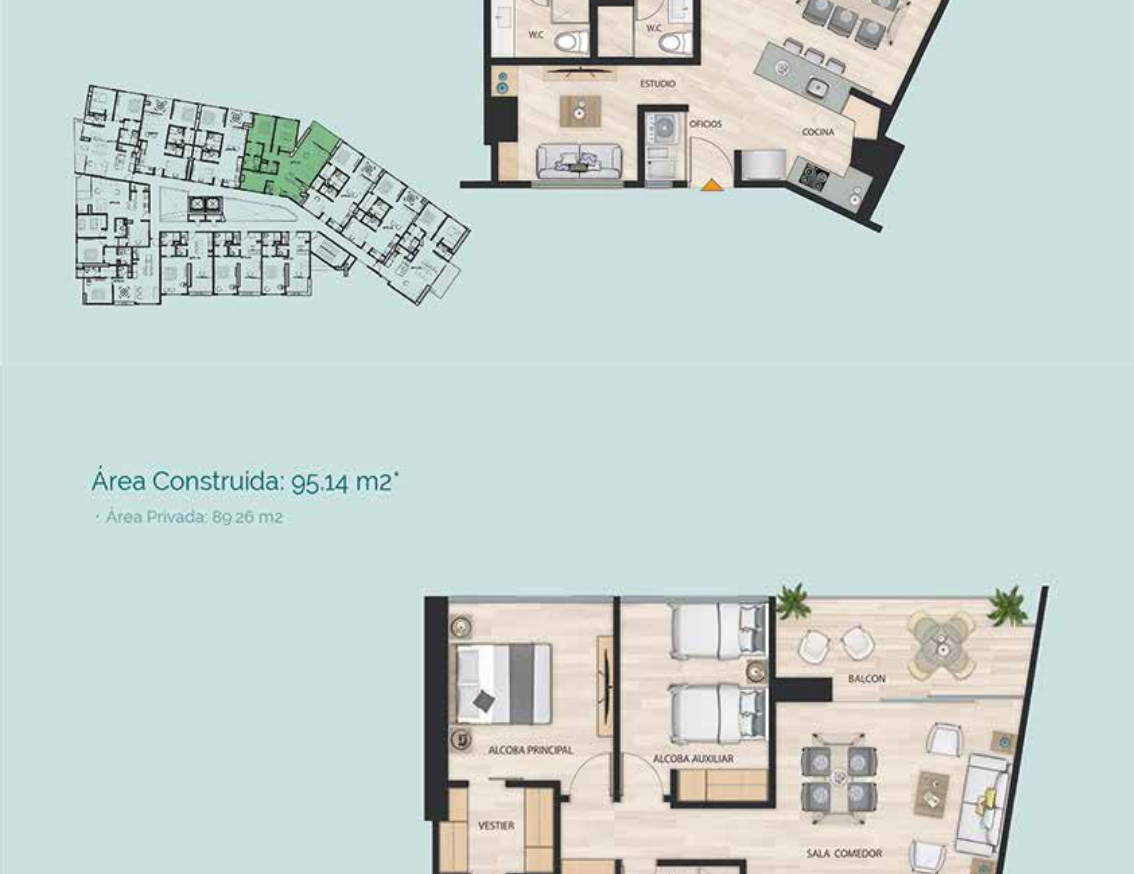 W.C
W.C
ESTUDIO
OFICIOS
COCINA
Área Construida: 95.14 m2*
· Área Privada: 89.26 m2
BALCON
ALCOBA PRINCIPAL
ALCOBA AUXILIAR
VESTIER
SALA COMEDOR